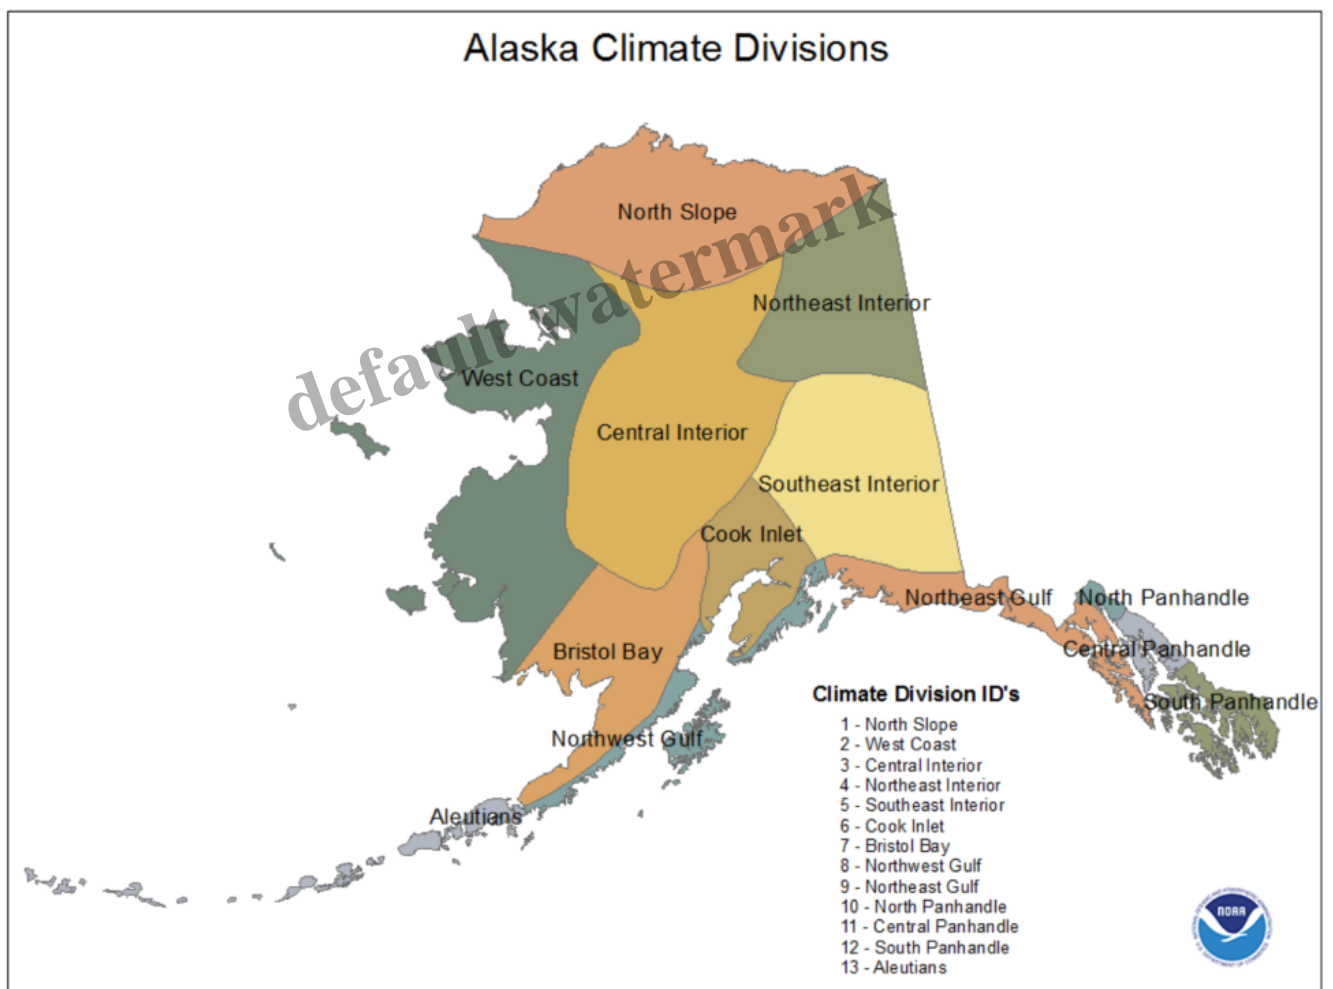 Alaska Climate Divisions
North Slope
default watermark
Northeast Interior
West Coast
Central Interior
Southeast Interior
Cook Inlet
Northeast Gulf
North Panhandle
Bristol Bay
Central Panhandle
South Panhandle
Northwest Gulf
Aleutians
Climate Division ID's
1 - North Slope
2 - West Coast
3 - Central Interior
4 - Northeast Interior
5 - Southeast Interior
6 - Cook Inlet
7 - Bristol Bay
8 - Northwest Gulf
9 - Northeast Gulf
10 - North Panhandle
11 - Central Panhandle
12 - South Panhandle
13 - Aleutians
NOAA